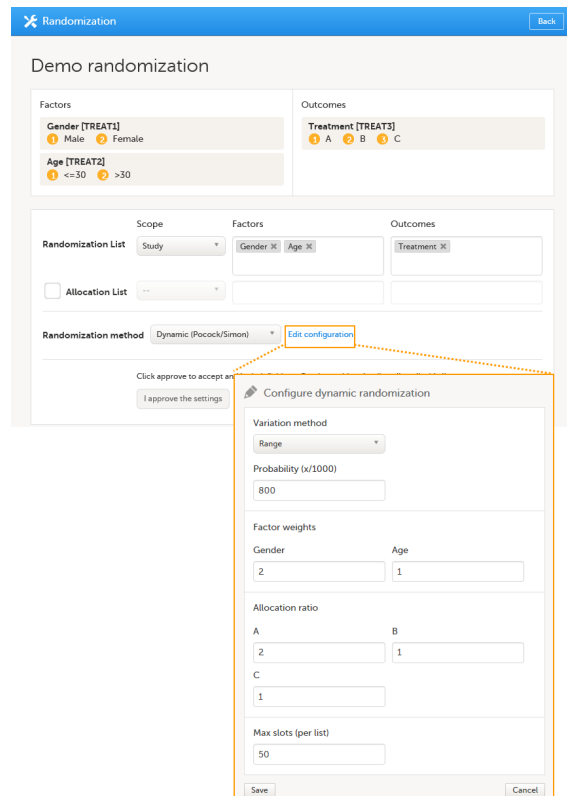 Randomization
Back
Demo randomization
Factors
Outcomes
Gender [TREAT1]
1 Male 2 Female
Treatment [TREAT3]
1 A 2 B 3 C
Age [TREAT2]
1 <=30 2 >30
Scope
Factors
Outcomes
Randomization List
Study
Gender
Age
Treatment
Allocation List
--
Randomization method
Dynamic (Pocock/Simon)
Edit configuration
Click approve to accept
I approve the settings
Configure dynamic randomization
Variation method
Range
Probability (x/1000)
800
Factor weights
Gender
Age
2
1
Allocation ratio
A
B
2
1
C
1
Max slots (per list)
50
Save
Cancel